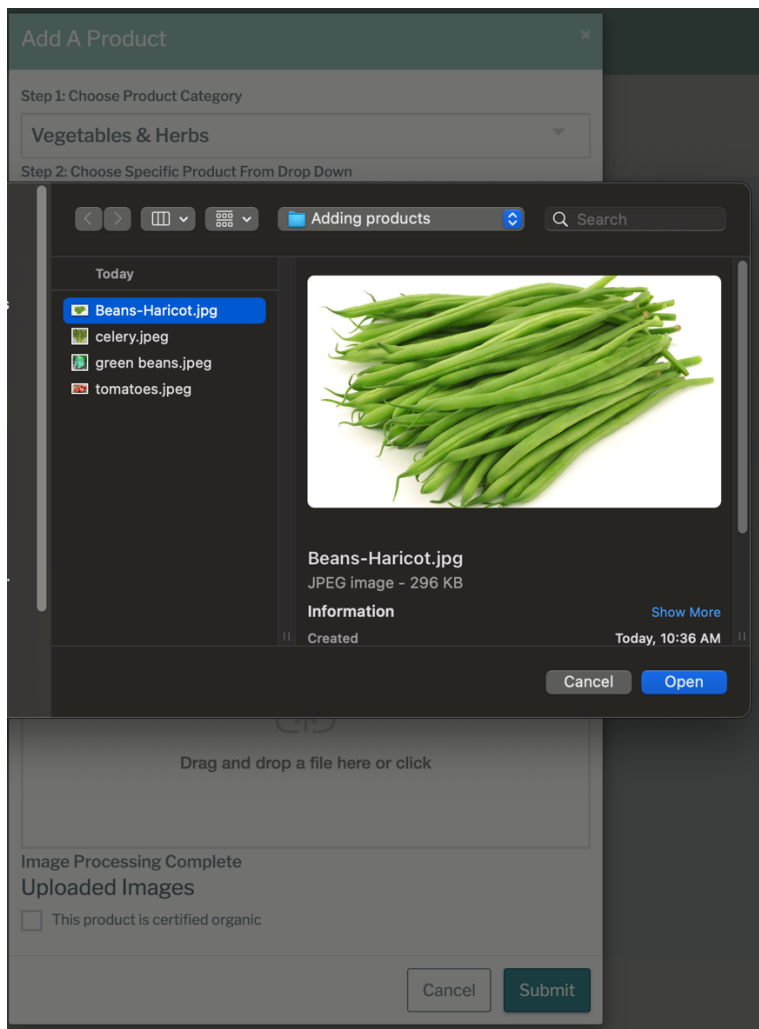 Add A Product
×
Step 1: Choose Product Category
Vegetables & Herbs
Step 2: Choose Specific Product From Drop Down
Adding products
Search
Today
Beans-Haricot.jpg
celery.jpeg
green beans.jpeg
tomatoes.jpeg
Beans-Haricot.jpg
JPEG image - 296 KB
Information Show More
Created Today, 10:36 AM
Cancel Open
Drag and drop a file here or click
Image Processing Complete
Uploaded Images
This product is certified organic
Cancel Submit